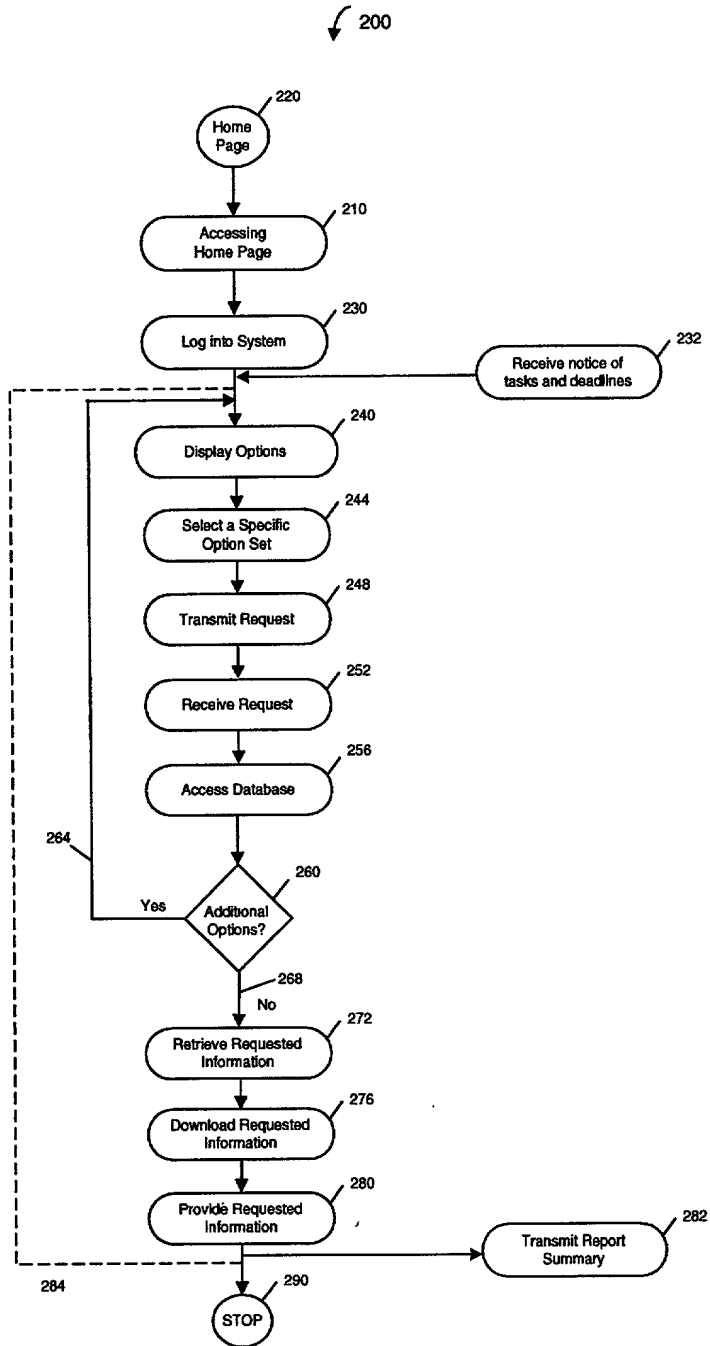 200
220
Home
Page
210
Accessing
Home Page
230
Log into System
232
Receive notice of
tasks and deadlines
240
Display Options
244
Select a Specific
Option Set
248
Transmit Request
252
Receive Request
256
Access Database
264
260
Yes
Additional
Options?
268
No
272
Retrieve Requested
Information
276
Download Requested
Information
280
Provide Requested
Information
282
Transmit Report
Summary
284
290
STOP